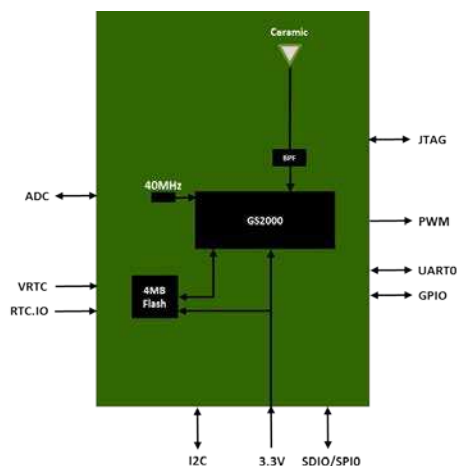 Ceramic
BPF
JTAG
40MHz
ADC
GS2000
PWM
UART0
VRTC
4MB
Flash
GPIO
RTC.IO
I2C
3.3V
SDIO/SPI0